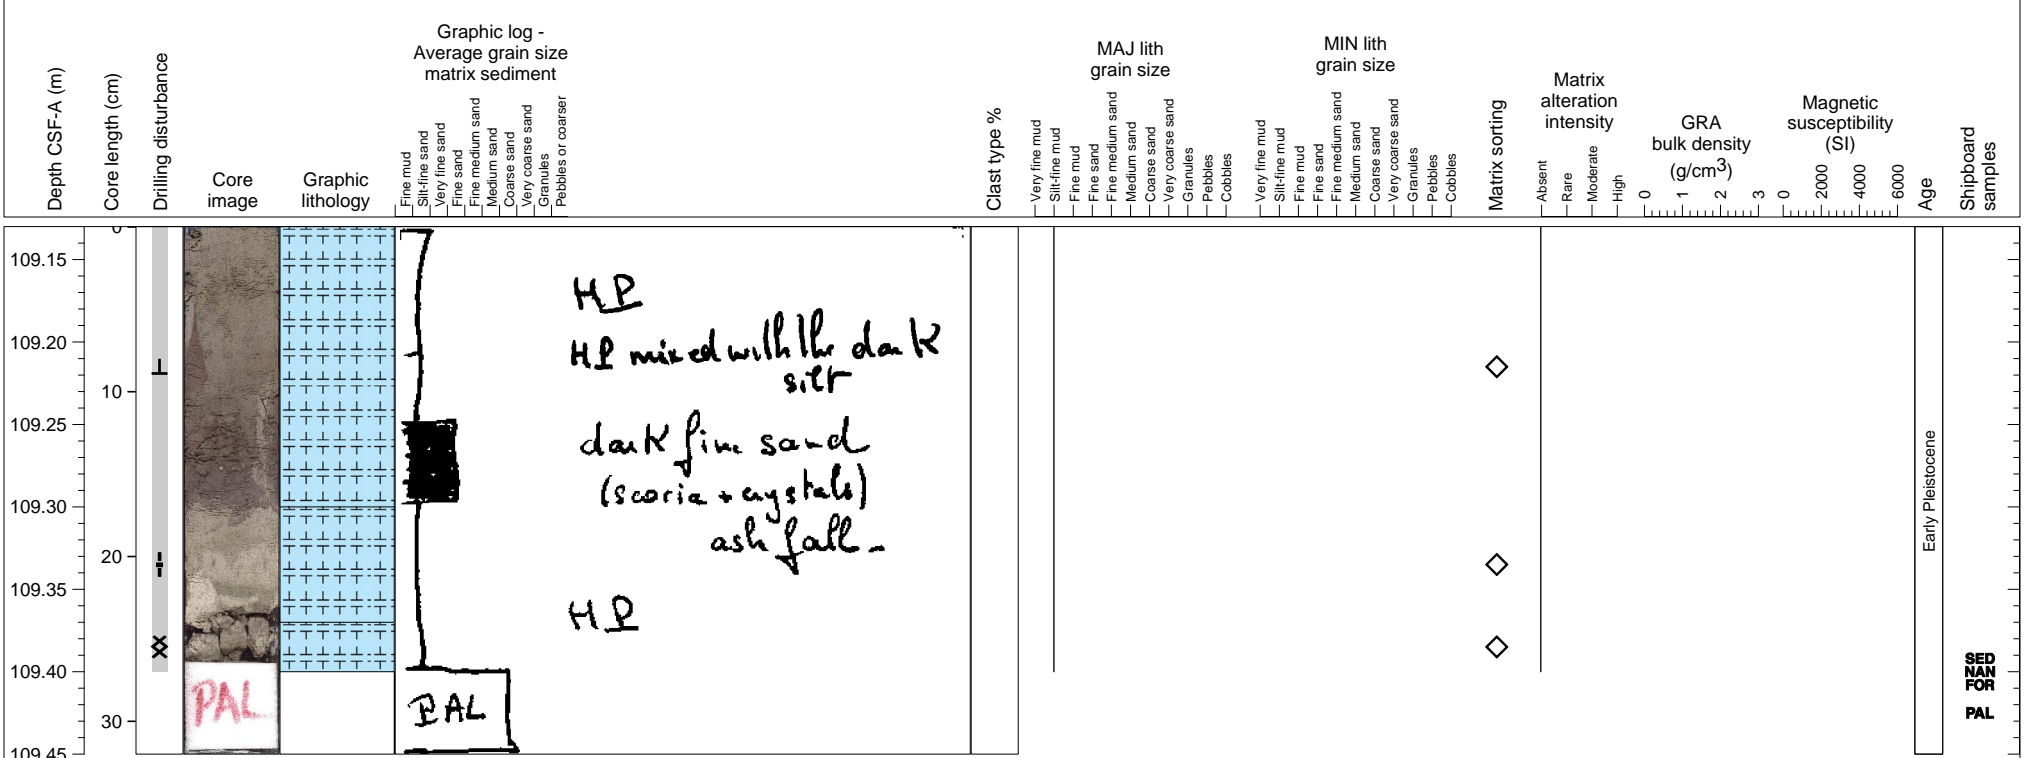 Graphic log -
Average grain size
matrix sediment
MAJ lith
grain size
MIN lith
grain size
Depth CSF-A (m)
Core length (cm)
Drilling disturbance
Core
image
Graphic
lithology
Fine mud
Silt-fine sand
Very fine sand
Fine sand
Fine medium sand
Medium sand
Coarse sand
Very coarse sand
Granules
Pebbles or coarser
Clast type %
Very fine mud
Silt-fine mud
Fine mud
Fine sand
Fine medium sand
Medium sand
Coarse sand
Very coarse sand
Granules
Pebbles
Cobbles
Very fine mud
Silt-fine mud
Fine mud
Fine sand
Fine medium sand
Medium sand
Coarse sand
Very coarse sand
Granules
Pebbles
Cobbles
Matrix sorting
Matrix
alteration
intensity
Absent
Rare
Moderate
High
GRA
bulk density
(g/cm3)
0 1 2 3
Magnetic
susceptibility
(SI)
0 2000 4000 6000
Age
Shipboard
samples
0
109.15
HP
109.20
HP mixed with the dark
silt
10
109.25
dark fine sand
(scoria + crystals)
ash fall -
109.30
Early Pleistocene
20
109.35
HP
109.40
SED
NAN
FOR
PAL
PAL
PAL
30
109.45